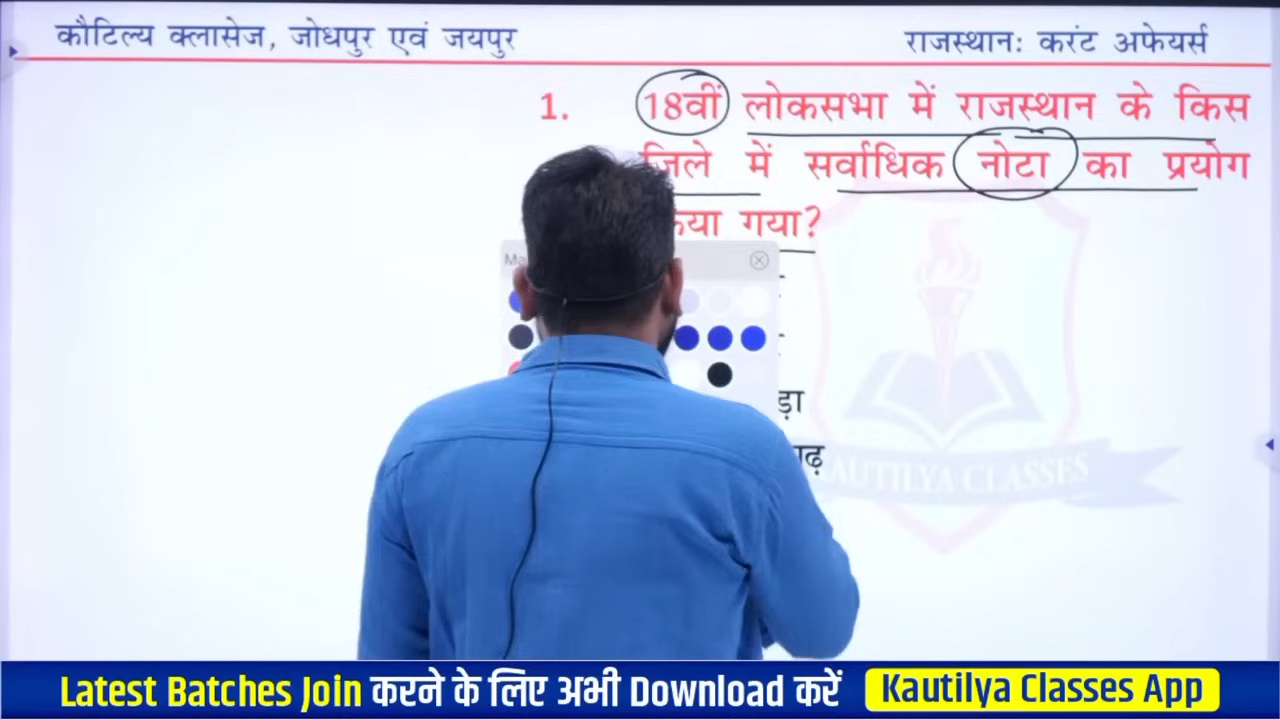 कौटिल्य क्लासेज, जोधपुर एवं जयपुर
राजस्थान: करंट अफेयर्स
1. 18वीं लोकसभा में राजस्थान के किस
जिले में सर्वाधिक नोटा का प्रयोग
गया?
KAUTILYA CLASSES
Latest Batches Join करने के लिए अभी Download करें
Kautilya Classes App